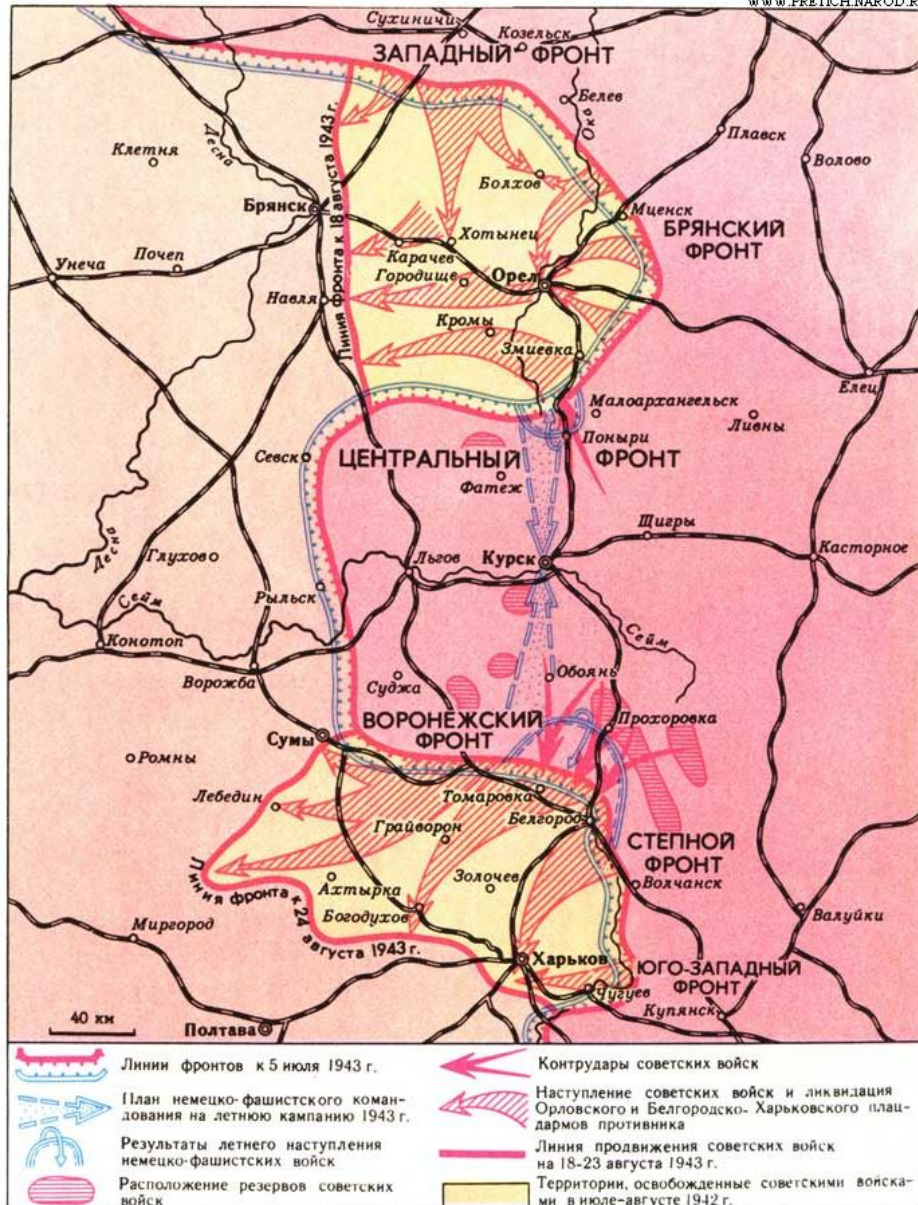 WWW.PRETICH.NAROD.R
Сухиничи
Козельск
ЗАПАДНЫЙ ФРОНТ
Белев
Ока
Плавск
Волово
Клетня
Десна
Болхов
Брянск
Мценск
БРЯНСКИЙ
ФРОНТ
Линия фронта к 18 августа 1943 г.
Хотынец
Карачев
Унеча
Почеп
Городище
Орел
Навля
Кромы
Змиевка
Елец
Малоархангельск
Ливны
Поныри
Севск
ЦЕНТРАЛЬНЫЙ ФРОНТ
Фатеж
Десна
Щигры
Глухово
Льгов
Курск
Касторное
Рыльск
Сейм
Сейм
Конотоп
Ворожба
Суджа
Обоянь
ВОРОНЕЖСКИЙ
ФРОНТ
Прохоровка
Сумы
Ромны
Лебедин
Томаровка
Грайворон
Белгород
СТЕПНОЙ
ФРОНТ
Линия фронта к 24 августа 1943 г.
Ахтырка
Золочев
Волчанск
Богодухов
Миргород
Валуйки
Харьков
ЮГО-ЗАПАДНЫЙ
ФРОНТ
Чугуев
Купянск
40 км
Полтава
Линии фронтов к 5 июля 1943 г.
План немецко-фашистского коман-
дования на летнюю кампанию 1943 г.
Результаты летнего наступления
немецко-фашистских войск
Расположение резервов советских
войск
Контрудары советских войск
Наступление советских войск и ликвидация
Орловского и Белгородско-Харьковского плац-
дармов противника
Линия продвижения советских войск
на 18-23 августа 1943 г.
Территории, освобожденные советскими войска-
ми в июле-августе 1942 г.